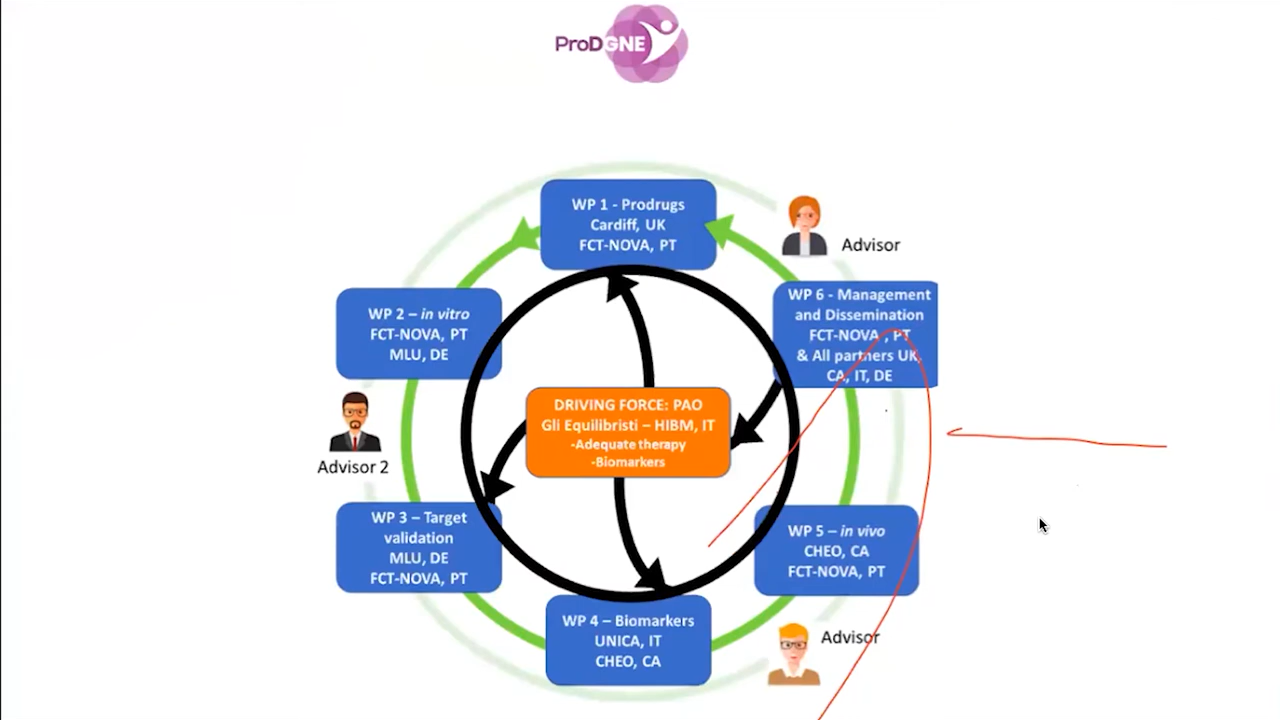 ProDGNE
WP 1 - Prodrugs
Cardiff, UK
FCT-NOVA, PT
Advisor
WP 6 - Management
and Dissemination
FCT-NOVA , PT
& All partners UK,
CA, IT, DE
WP 2 – in vitro
FCT-NOVA, PT
MLU, DE
DRIVING FORCE: PAO
Gli Equilibristi – HIBM, IT
-Adequate therapy
-Biomarkers
Advisor 2
WP 3 – Target
validation
MLU, DE
FCT-NOVA, PT
WP 5 – in vivo
CHEO, CA
FCT-NOVA, PT
WP 4 – Biomarkers
UNICA, IT
CHEO, CA
Advisor